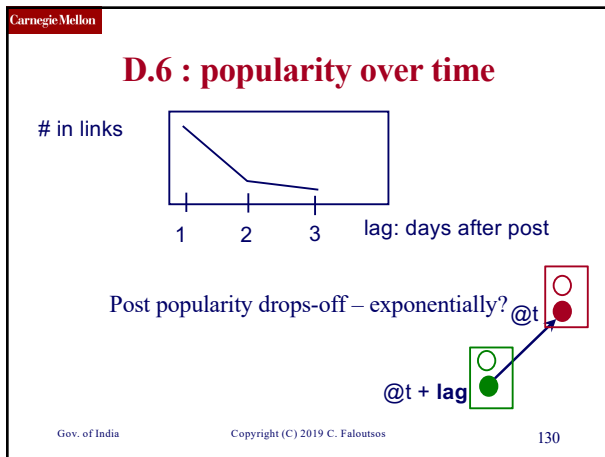 Carnegie Mellon
D.6 : popularity over time
# in links
1 2 3
lag: days after post
Post popularity drops-off – exponentially?
@t
@t + lag
Gov. of India
Copyright (C) 2019 C. Faloutsos
130